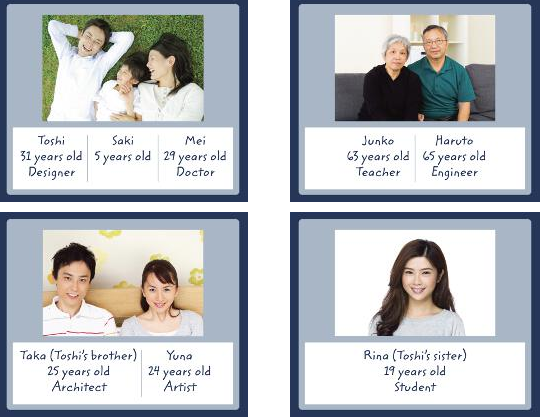 Toshi
31 years old
Designer
Saki
5 years old
Mei
29 years old
Doctor
Junko
63 years old
Teacher
Haruto
65 years old
Engineer
Taka (Toshi's brother)
25 years old
Architect
Yuna
24 years old
Artist
Rina (Toshi's sister)
19 years old
Student